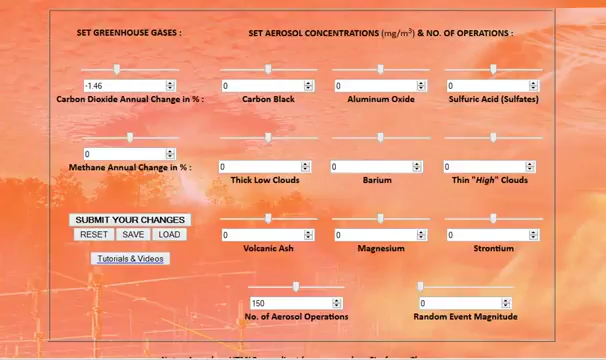 SET GREENHOUSE GASES :
SET AEROSOL CONCENTRATIONS (mg/m³) & NO. OF OPERATIONS :
-1.46
0
0
0
Carbon Dioxide Annual Change in % :
Carbon Black
Aluminum Oxide
Sulfuric Acid (Sulfates)
0
0
0
0
Methane Annual Change in % :
Thick Low Clouds
Barium
Thin "High" Clouds
SUBMIT YOUR CHANGES
RESET SAVE LOAD
0
0
0
Volcanic Ash
Magnesium
Strontium
Tutorials & Videos
150
0
No. of Aerosol Operations
Random Event Magnitude